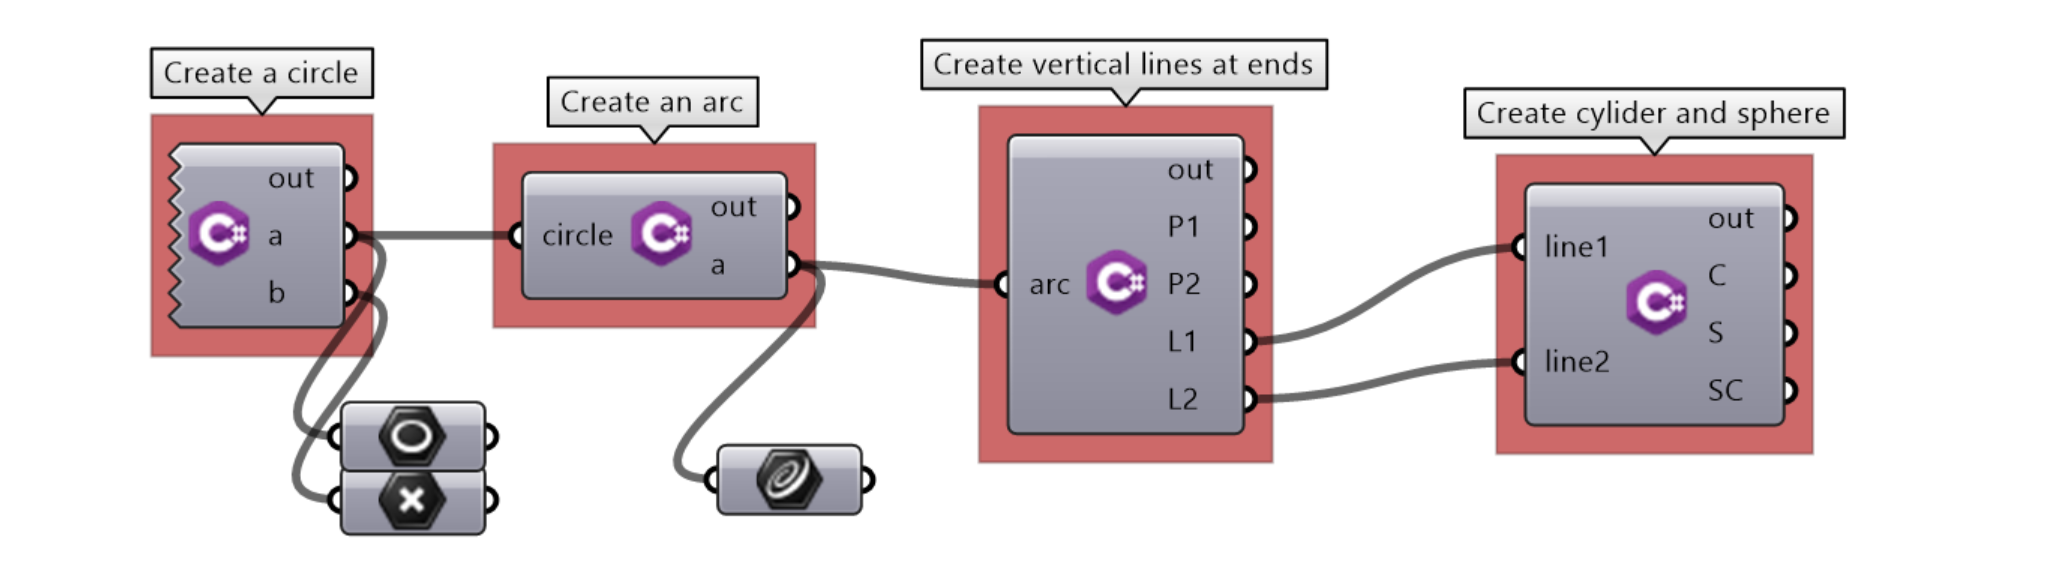 Create a circle
out
a
b
Create an arc
circle
out
a
Create vertical lines at ends
arc
out
P1
P2
L1
L2
Create cylider and sphere
line1
line2
out
C
S
SC